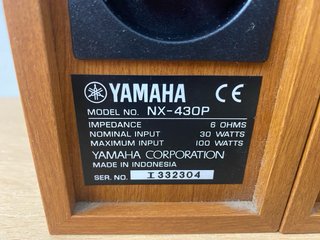 YAMAHA CE
MODEL NO. NX-430P
IMPEDANCE 6 OHMS
NOMINAL INPUT 30 WATTS
MAXIMUM INPUT 100 WATTS
YAMAHA CORPORATION
MADE IN INDONESIA
SER. NO. I 332304